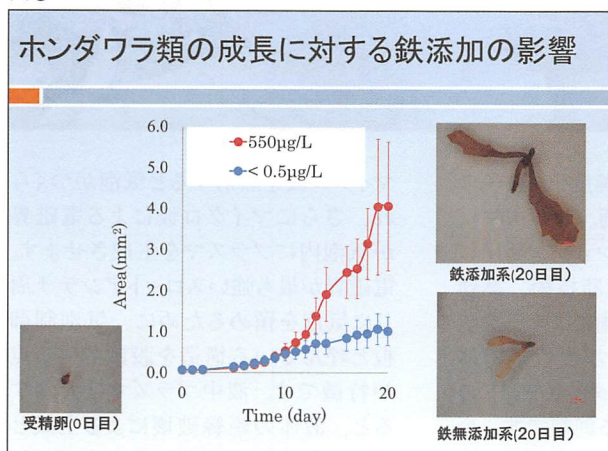 ホンダワラ類の成長に対する鉄添加の影響
6.0
5.0
4.0
3.0
2.0
1.0
0.0
Area(mm²)
550μg/L
< 0.5μg/L
0
10
20
Time (day)
受精卵(0日目)
鉄添加系(20日目)
鉄無添加系(20日目)